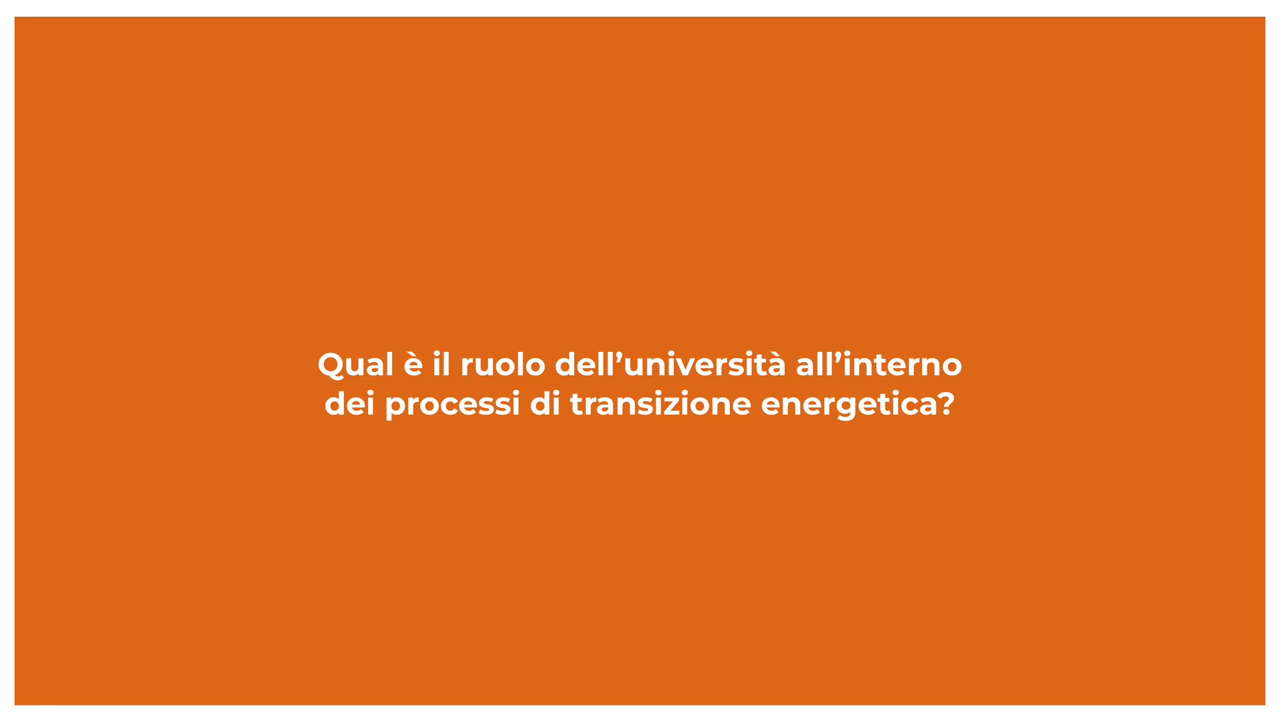 Qual è il ruolo dell’università all’interno
dei processi di transizione energetica?